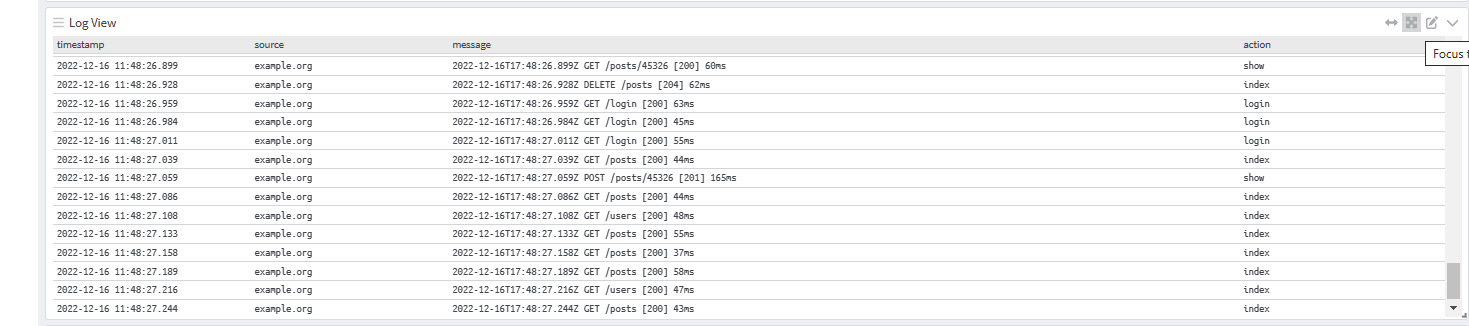 Log View
timestamp source message action
Focus t
2022-12-16 11:48:26.899 example.org 2022-12-16T17:48:26.899Z GET /posts/45326 [200] 60ms show
2022-12-16 11:48:26.928 example.org 2022-12-16T17:48:26.928Z DELETE /posts [204] 62ms index
2022-12-16 11:48:26.959 example.org 2022-12-16T17:48:26.959Z GET /login [200] 63ms login
2022-12-16 11:48:26.984 example.org 2022-12-16T17:48:26.984Z GET /login [200] 45ms login
2022-12-16 11:48:27.011 example.org 2022-12-16T17:48:27.011Z GET /login [200] 55ms login
2022-12-16 11:48:27.039 example.org 2022-12-16T17:48:27.039Z GET /posts [200] 44ms index
2022-12-16 11:48:27.059 example.org 2022-12-16T17:48:27.059Z POST /posts/45326 [201] 165ms show
2022-12-16 11:48:27.086 example.org 2022-12-16T17:48:27.086Z GET /posts [200] 44ms index
2022-12-16 11:48:27.108 example.org 2022-12-16T17:48:27.108Z GET /users [200] 48ms index
2022-12-16 11:48:27.133 example.org 2022-12-16T17:48:27.133Z GET /posts [200] 55ms index
2022-12-16 11:48:27.158 example.org 2022-12-16T17:48:27.158Z GET /posts [200] 37ms index
2022-12-16 11:48:27.189 example.org 2022-12-16T17:48:27.189Z GET /posts [200] 58ms index
2022-12-16 11:48:27.216 example.org 2022-12-16T17:48:27.216Z GET /users [200] 47ms index
2022-12-16 11:48:27.244 example.org 2022-12-16T17:48:27.244Z GET /posts [200] 43ms index